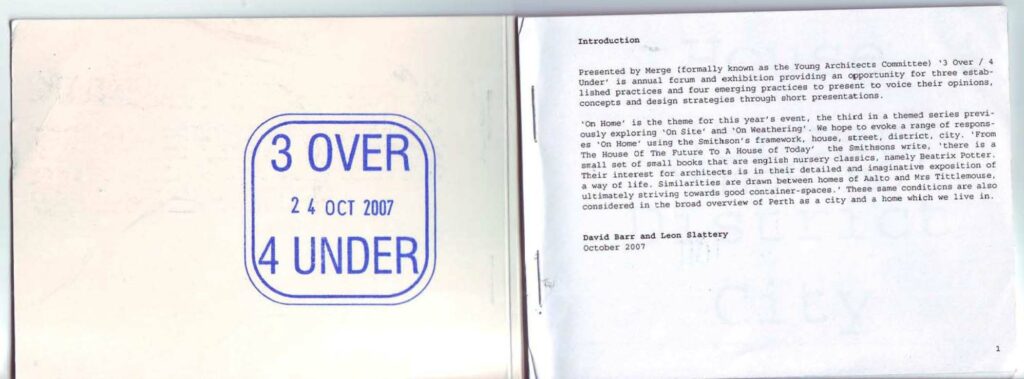 3 OVER
24 OCT 2007
4 UNDER
Introduction
Presented by Merge (formally known as the Young Architects Committee) '3 Over / 4
Under' is annual forum and exhibition providing an opportunity for three estab-
lished practices and four emerging practices to present to voice their opinions,
concepts and design strategies through short presentations.
'On Home' is the theme for this year's event, the third in a themed series previ-
ously exploring 'On Site' and 'On Weathering'. We hope to evoke a range of respons-
es 'On Home' using the Smithson's framework, house, street, district, city. 'From
The House Of The Future To A House of Today' the Smithsons write, 'there is a
small set of small books that are english nursery classics, namely Beatrix Potter.
Their interest for architects is in their detailed and imaginative exposition of
a way of life. Similarities are drawn between homes of Aalto and Mrs Tittlemouse,
ultimately striving towards good container-spaces.' These same conditions are also
considered in the broad overview of Perth as a city and a home which we live in.
David Barr and Leon Slattery
October 2007
House
District
City
1